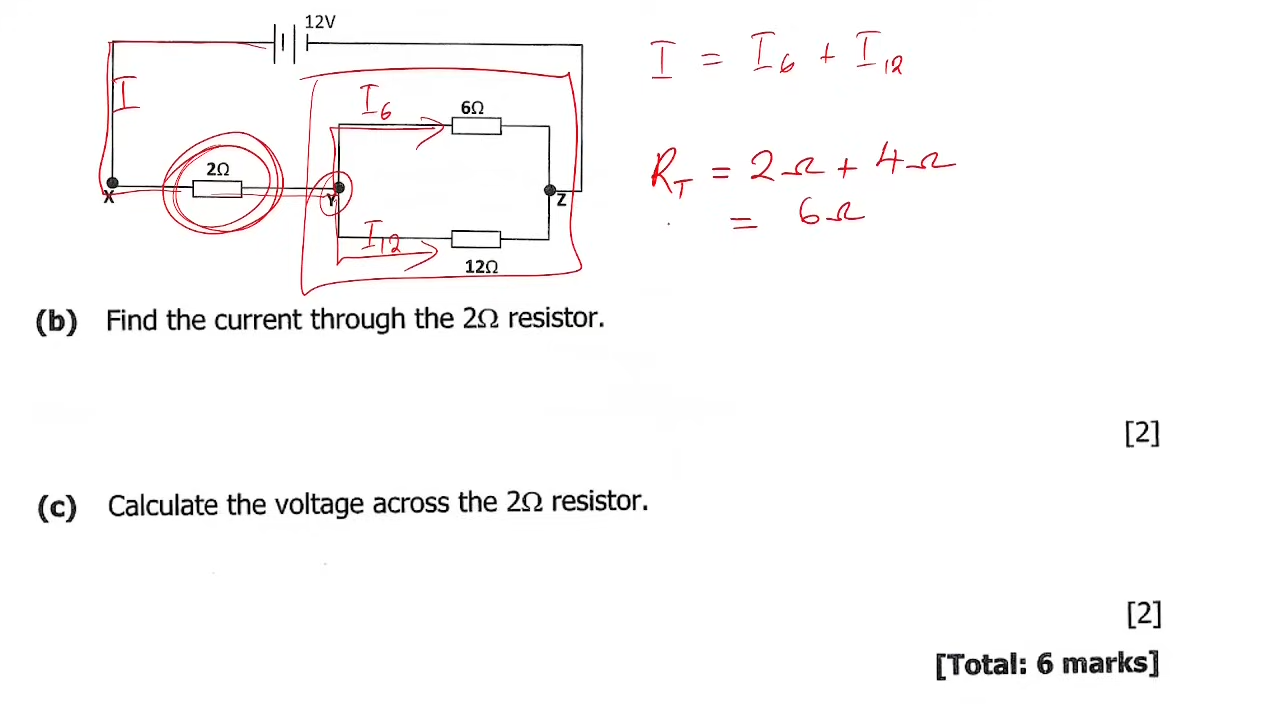 12V
I = I6 + I12
I
I6
6Ω
2Ω
RT = 2Ω + 4Ω
= 6Ω
X
Y
Z
I12
12Ω
(b) Find the current through the 2Ω resistor.
[2]
(c) Calculate the voltage across the 2Ω resistor.
[2]
[Total: 6 marks]